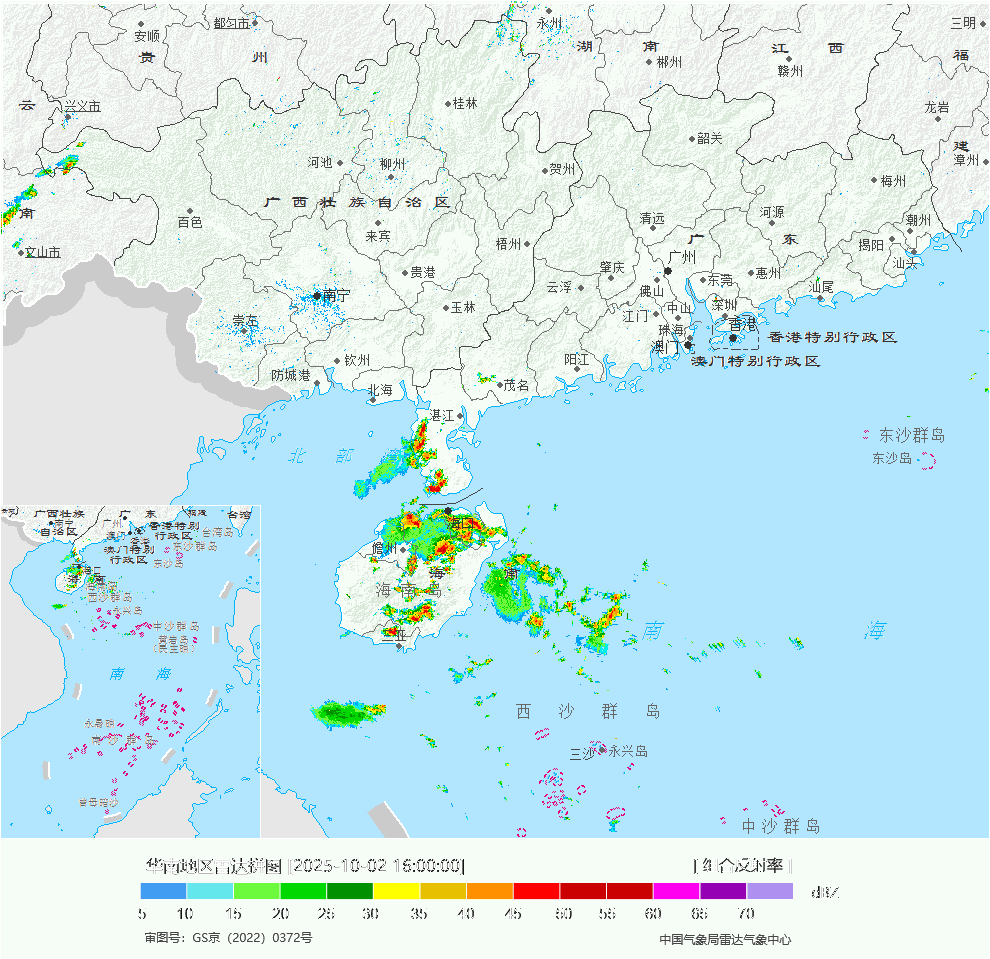 永州
三明
都匀市
安顺
贵 州
湖 南
江 西
福
郴州
赣州
云
兴义市
桂林
龙岩
韶关
建
漳州
河池
柳州
贺州
梅州
广 西 壮 族 自 治 区
南
百色
来宾
清远
河源
潮州
梧州
广 东
揭阳
文山市
广州
汕头
贵港
肇庆
惠州
东莞
云浮
佛山
汕尾
南宁
玉林
江门
中山
深圳
崇左
珠海
香港
香港特别行政区
澳门
澳门特别行政区
钦州
阳江
防城港
茂名
北海
湛江
北 部
东沙群岛
东沙岛
儋州
海
南
海 南 岛
三亚
南 海
西 沙 群 岛
三沙
永兴岛
中 沙 群 岛
广西壮族
自治区
南宁
广 东
广州
福建
台湾
香港特别
行政区
澳门
香港
澳门特别
行政区
台湾岛
东沙群岛
东沙岛
西沙群岛
永兴岛
中沙群岛
黄岩岛
南 海
永暑礁
南 沙 群 岛
曾母暗沙
华南地区雷达拼图 [2025-10-02 16:00:00]
[ 组合反射率 ]
5 10 15 20 25 30 35 40 45 50 55 60 65 70
dBZ
审图号：GS京（2022）0372号
中国气象局雷达气象中心